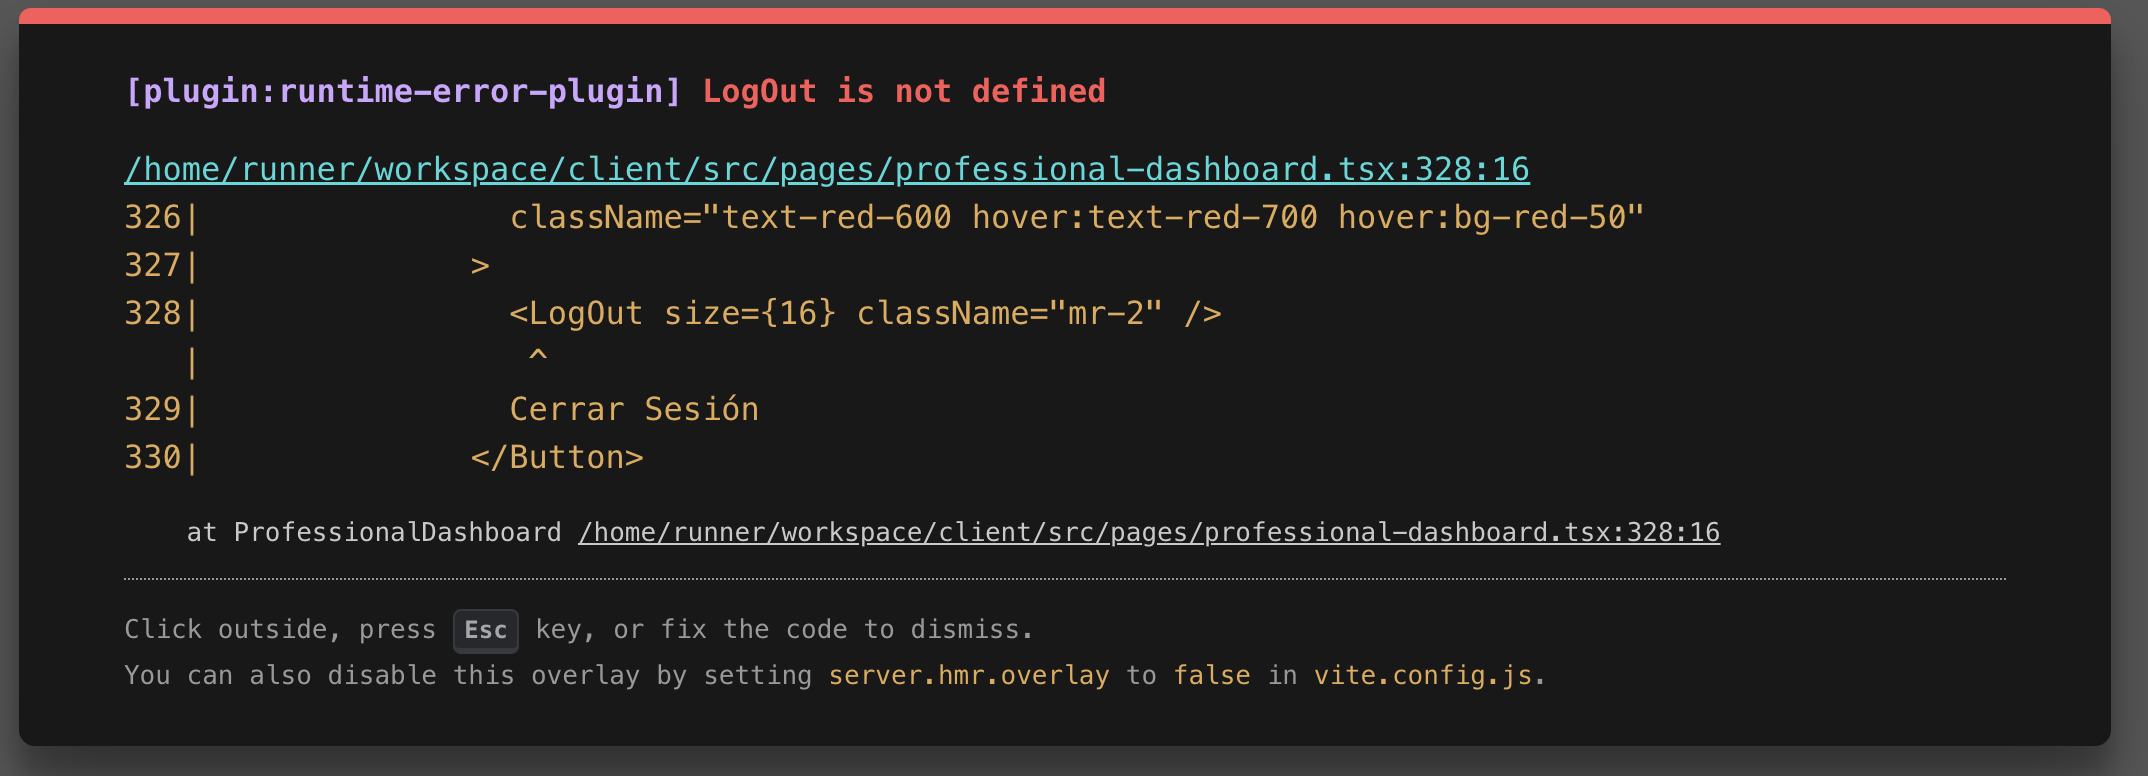 [plugin:runtime-error-plugin] LogOut is not defined
/home/runner/workspace/client/src/pages/professional-dashboard.tsx:328:16
326|                className="text-red-600 hover:text-red-700 hover:bg-red-50"
327|              >
328|                <LogOut size={16} className="mr-2" />
   |                 ^
329|                Cerrar Sesión
330|              </Button>
at ProfessionalDashboard /home/runner/workspace/client/src/pages/professional-dashboard.tsx:328:16
Click outside, press Esc key, or fix the code to dismiss.
You can also disable this overlay by setting server.hmr.overlay to false in vite.config.js.